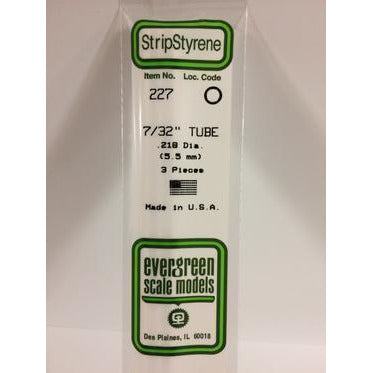 StripStyrene
Item No. Loc. Code
227
7/32" TUBE
.218 Dia.
(5.5 mm)
3 Pieces
Made in U.S.A.
evergreen
scale models
Des Plaines, IL 60018